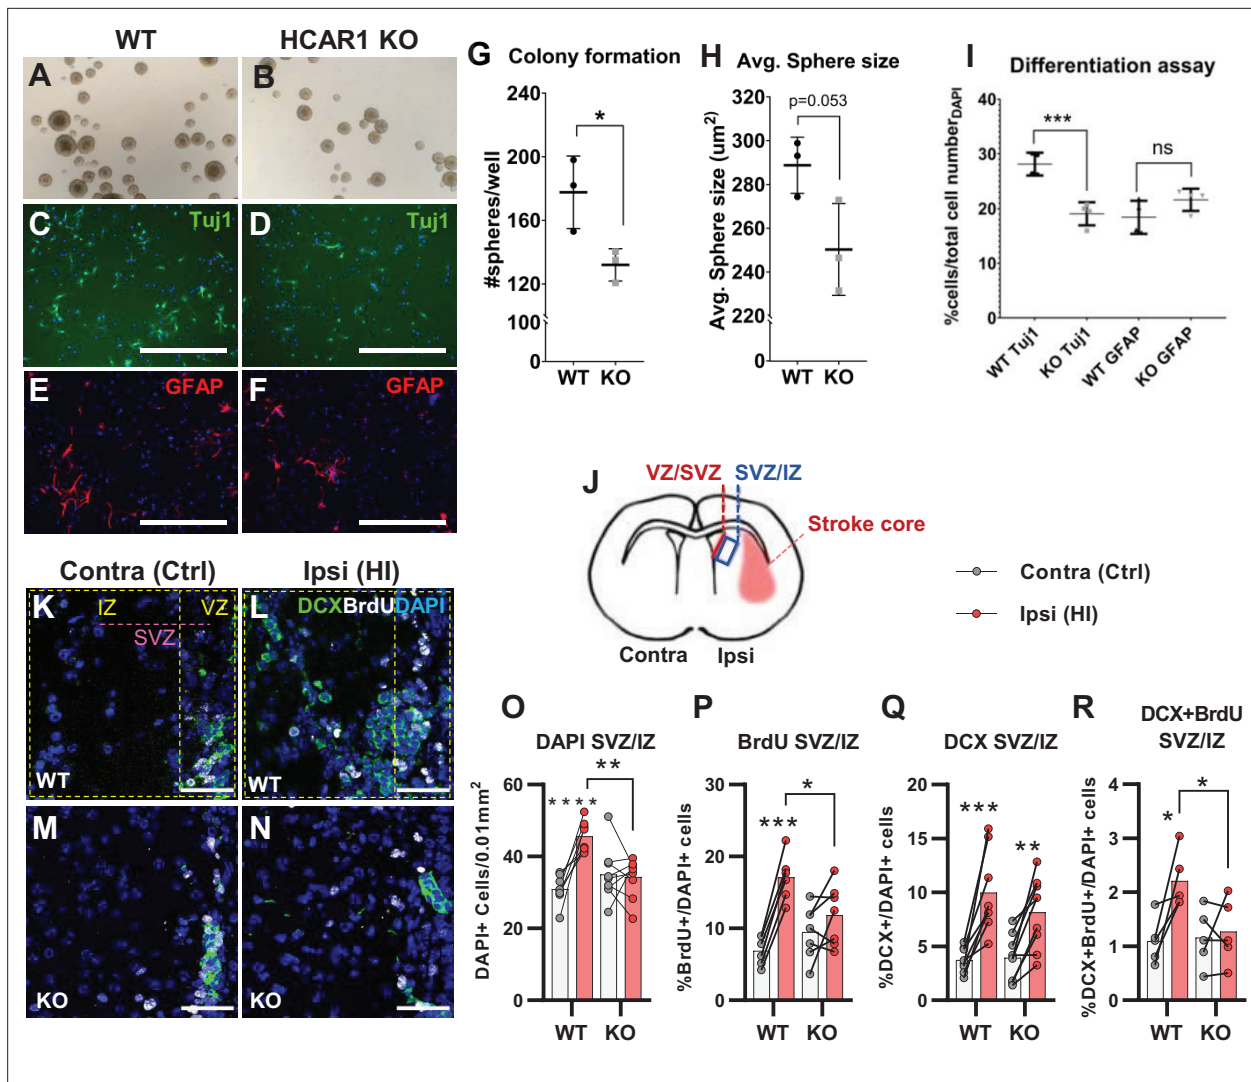 WT
HCAR1 KO
A
B
C
Tuj1
D
Tuj1
E
GFAP
F
GFAP
G
Colony formation
*
#spheres/well
240
200
160
120
100
0
WT
KO
H
Avg. Sphere size
p=0.053
Avg. Sphere size (um²)
320
300
280
260
240
220
0
WT
KO
I
Differentiation assay
%cells/total cell numberDAPI
40
30
20
10
0
***
ns
WT Tuj1
KO Tuj1
WT GFAP
KO GFAP
J
VZ/SVZ
SVZ/IZ
Stroke core
Contra
Ipsi
Contra (Ctrl)
Ipsi (HI)
Contra (Ctrl)
Ipsi (HI)
K
IZ
VZ
SVZ
WT
L
DCXBrdUDAPI
WT
M
KO
N
KO
O
DAPI SVZ/IZ
DAPI+ Cells/0.01mm²
60
40
20
0
****
**
WT
KO
P
BrdU SVZ/IZ
%BrdU+/DAPI+ cells
30
20
10
0
***
*
WT
KO
Q
DCX SVZ/IZ
%DCX+/DAPI+ cells
20
15
10
5
0
***
**
WT
KO
R
DCX+BrdU
SVZ/IZ
%DCX+BrdU+/DAPI+ cells
4
3
2
1
0
*
*
WT
KO